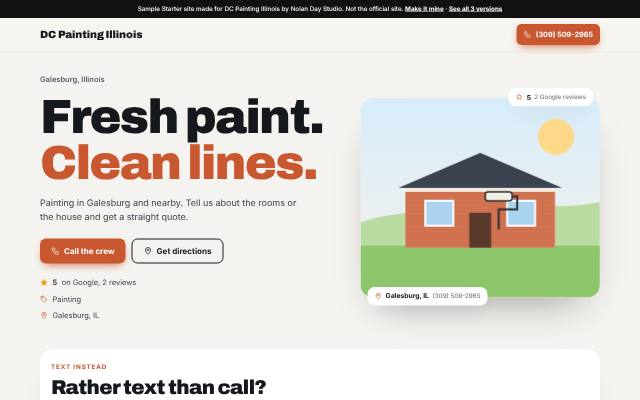 Sample Starter site made for DC Painting Illinois by Nolan Day Studio. Not the official site. Make it mine · See all 3 versions
DC Painting Illinois
(309) 509-2965
Galesburg, Illinois
Fresh paint.
Clean lines.
Painting in Galesburg and nearby. Tell us about the rooms or
the house and get a straight quote.
Call the crew
Get directions
5 on Google, 2 reviews
Painting
Galesburg, IL
5 2 Google reviews
Galesburg, IL (309) 509-2965
TEXT INSTEAD
Rather text than call?